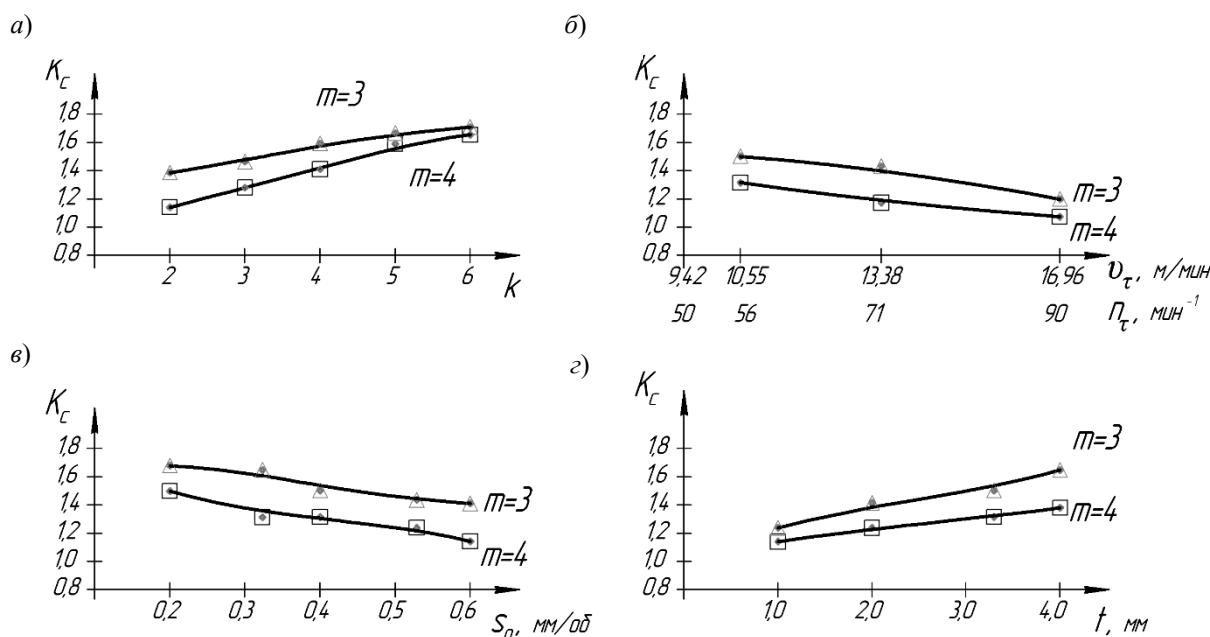 а)
K_c
1,8
1,6
1,4
1,2
1,0
0,8
m=3
m=4
2 3 4 5 6
k
б)
K_c
1,8
1,6
1,4
1,2
1,0
0,8
m=3
m=4
9,42 10,55 13,38 16,96 υ_τ, м/мин
50 56 71 90 n_τ, мин⁻¹
в)
K_c
1,8
1,6
1,4
1,2
1,0
0,8
m=3
m=4
0,2 0,3 0,4 0,5 0,6
s_o, мм/об
г)
K_c
1,8
1,6
1,4
1,2
1,0
0,8
m=3
m=4
1,0 2,0 3,0 4,0
t, мм